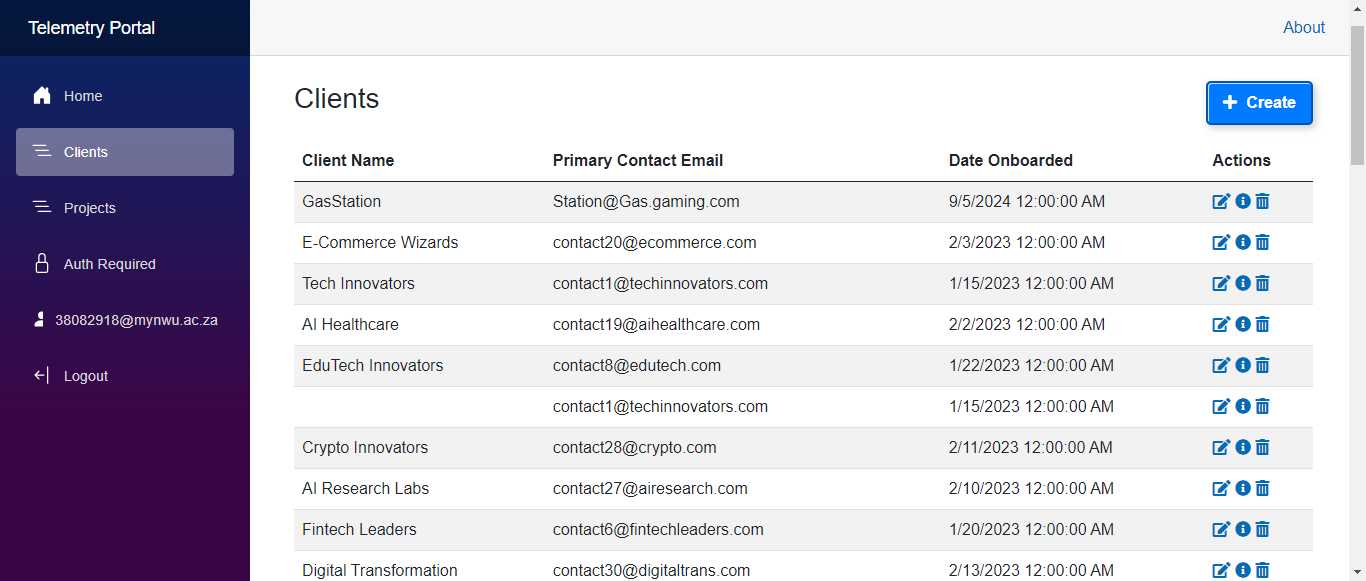 Telemetry Portal
About
Home
Clients
Projects
Auth Required
38082918@mynwu.ac.za
Logout
Clients
Create
Client Name Primary Contact Email Date Onboarded Actions
GasStation Station@Gas.gaming.com 9/5/2024 12:00:00 AM
E-Commerce Wizards contact20@ecommerce.com 2/3/2023 12:00:00 AM
Tech Innovators contact1@techinnovators.com 1/15/2023 12:00:00 AM
AI Healthcare contact19@aihealthcare.com 2/2/2023 12:00:00 AM
EduTech Innovators contact8@edutech.com 1/22/2023 12:00:00 AM
contact1@techinnovators.com 1/15/2023 12:00:00 AM
Crypto Innovators contact28@crypto.com 2/11/2023 12:00:00 AM
AI Research Labs contact27@airesearch.com 2/10/2023 12:00:00 AM
Fintech Leaders contact6@fintechleaders.com 1/20/2023 12:00:00 AM
Digital Transformation contact30@digitaltrans.com 2/13/2023 12:00:00 AM